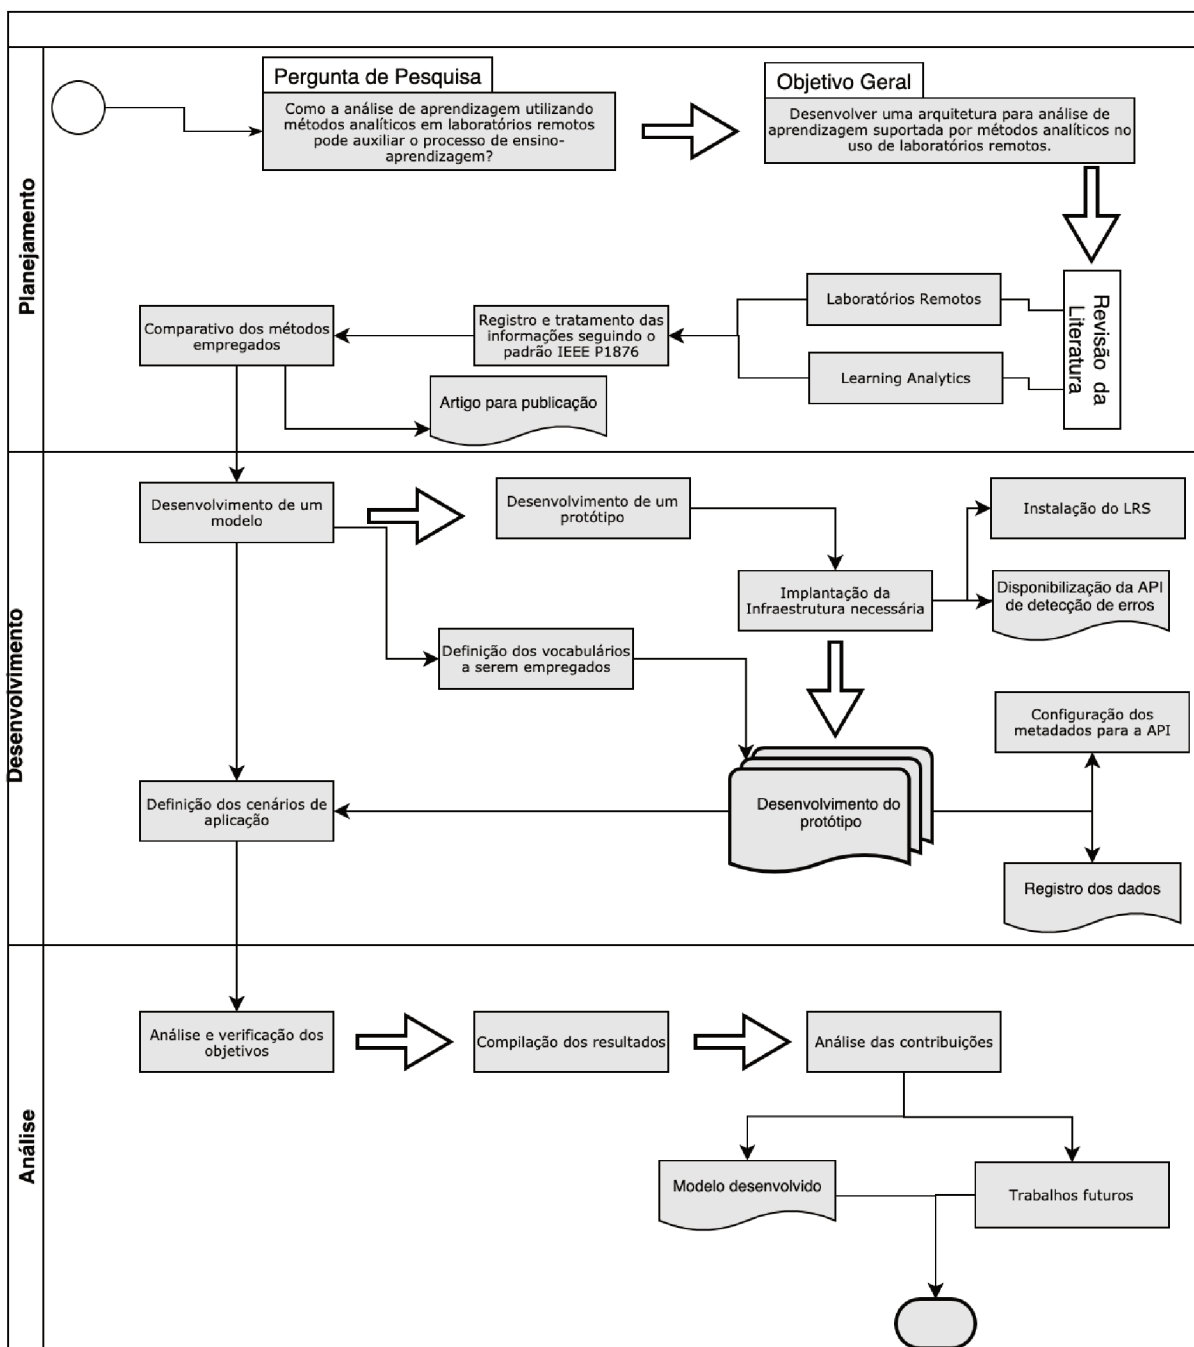 Planejamento
Pergunta de Pesquisa
Como a análise de aprendizagem utilizando
métodos analíticos em laboratórios remotos
pode auxiliar o processo de ensino-
aprendizagem?
Objetivo Geral
Desenvolver uma arquitetura para análise de
aprendizagem suportada por métodos analíticos no
uso de laboratórios remotos.
Revisão da
Literatura
Laboratórios Remotos
Learning Analytics
Registro e tratamento das
informações seguindo o
padrão IEEE P1876
Comparativo dos métodos
empregados
Artigo para publicação
Desenvolvimento
Desenvolvimento de um
modelo
Desenvolvimento de um
protótipo
Instalação do LRS
Implantação da
Infraestrutura necessária
Disponibilização da API
de detecção de erros
Definição dos vocabulários
a serem empregados
Configuração dos
metadados para a API
Desenvolvimento do
protótipo
Definição dos cenários de
aplicação
Registro dos dados
Análise
Análise e verificação dos
objetivos
Compilação dos resultados
Análise das contribuições
Modelo desenvolvido
Trabalhos futuros